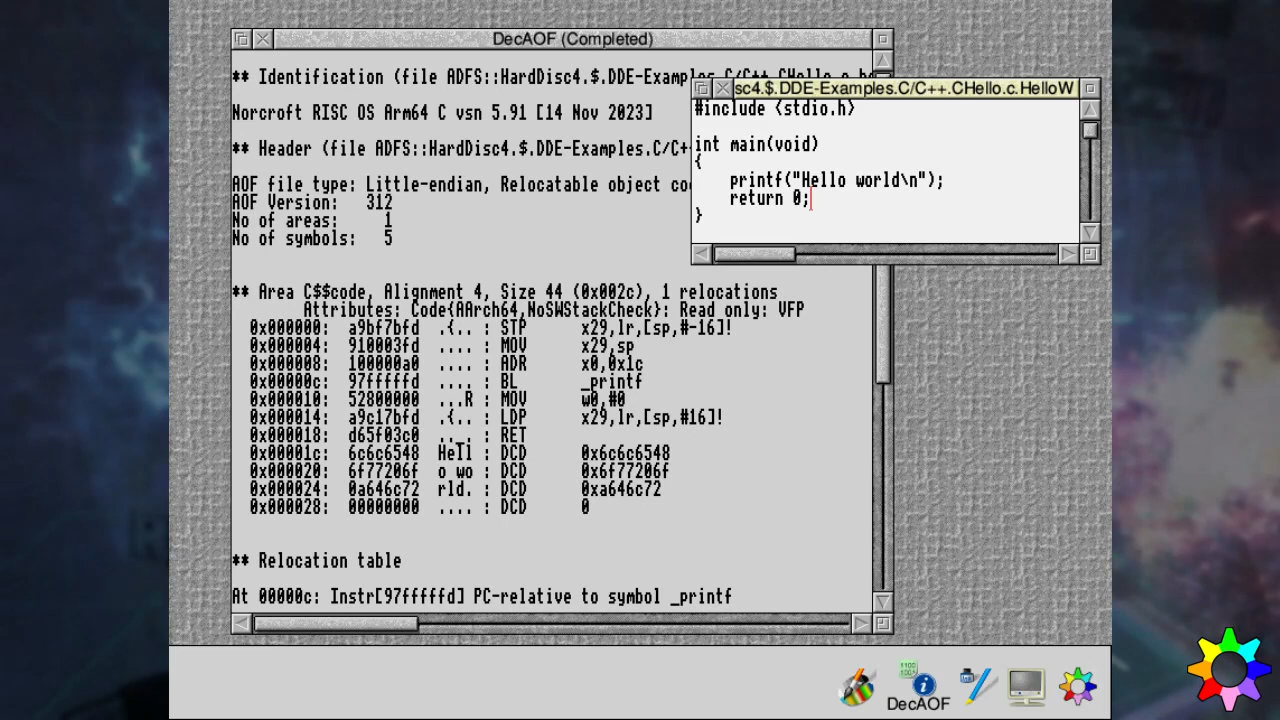 DecAOF (Completed)
** Identification (file ADFS::HardDisc4.$.DDE-Examples.C/C++.CHello.o.
Norcroft RISC OS Arm64 C vsn 5.91 [14 Nov 2023]
** Header (file ADFS::HardDisc4.$.DDE-Examples.C/C+
AOF file type: Little-endian, Relocatable object co
AOF Version: 312
No of areas: 1
No of symbols: 5
** Area C$$code, Alignment 4, Size 44 (0x002c), 1 relocations
Attributes: Code{AArch64,NoSWStackCheck}: Read only: VFP
0x000000: a9bf7bfd .{.. : STP x29,lr,[sp,#-16]!
0x000004: 910003fd .... : MOV x29,sp
0x000008: 100000a0 .... : ADR x0,0x1c
0x00000c: 97fffffd .... : BL _printf
0x000010: 52800000 ...R : MOV w0,#0
0x000014: a9c17bfd .{.. : LDP x29,lr,[sp,#16]!
0x000018: d65f03c0 .._. : RET
0x00001c: 6c6c6548 Hell : DCD 0x6c6c6548
0x000020: 6f77206f o wo : DCD 0x6f77206f
0x000024: 0a646c72 rld. : DCD 0xa646c72
0x000028: 00000000 .... : DCD 0
** Relocation table
At 00000c: Instr[97fffffd] PC-relative to symbol _printf
sc4.$.DDE-Examples.C/C++.CHello.c.HelloW
#include <stdio.h>
int main(void)
{
printf("Hello world\n");
return 0;
}
DecAOF